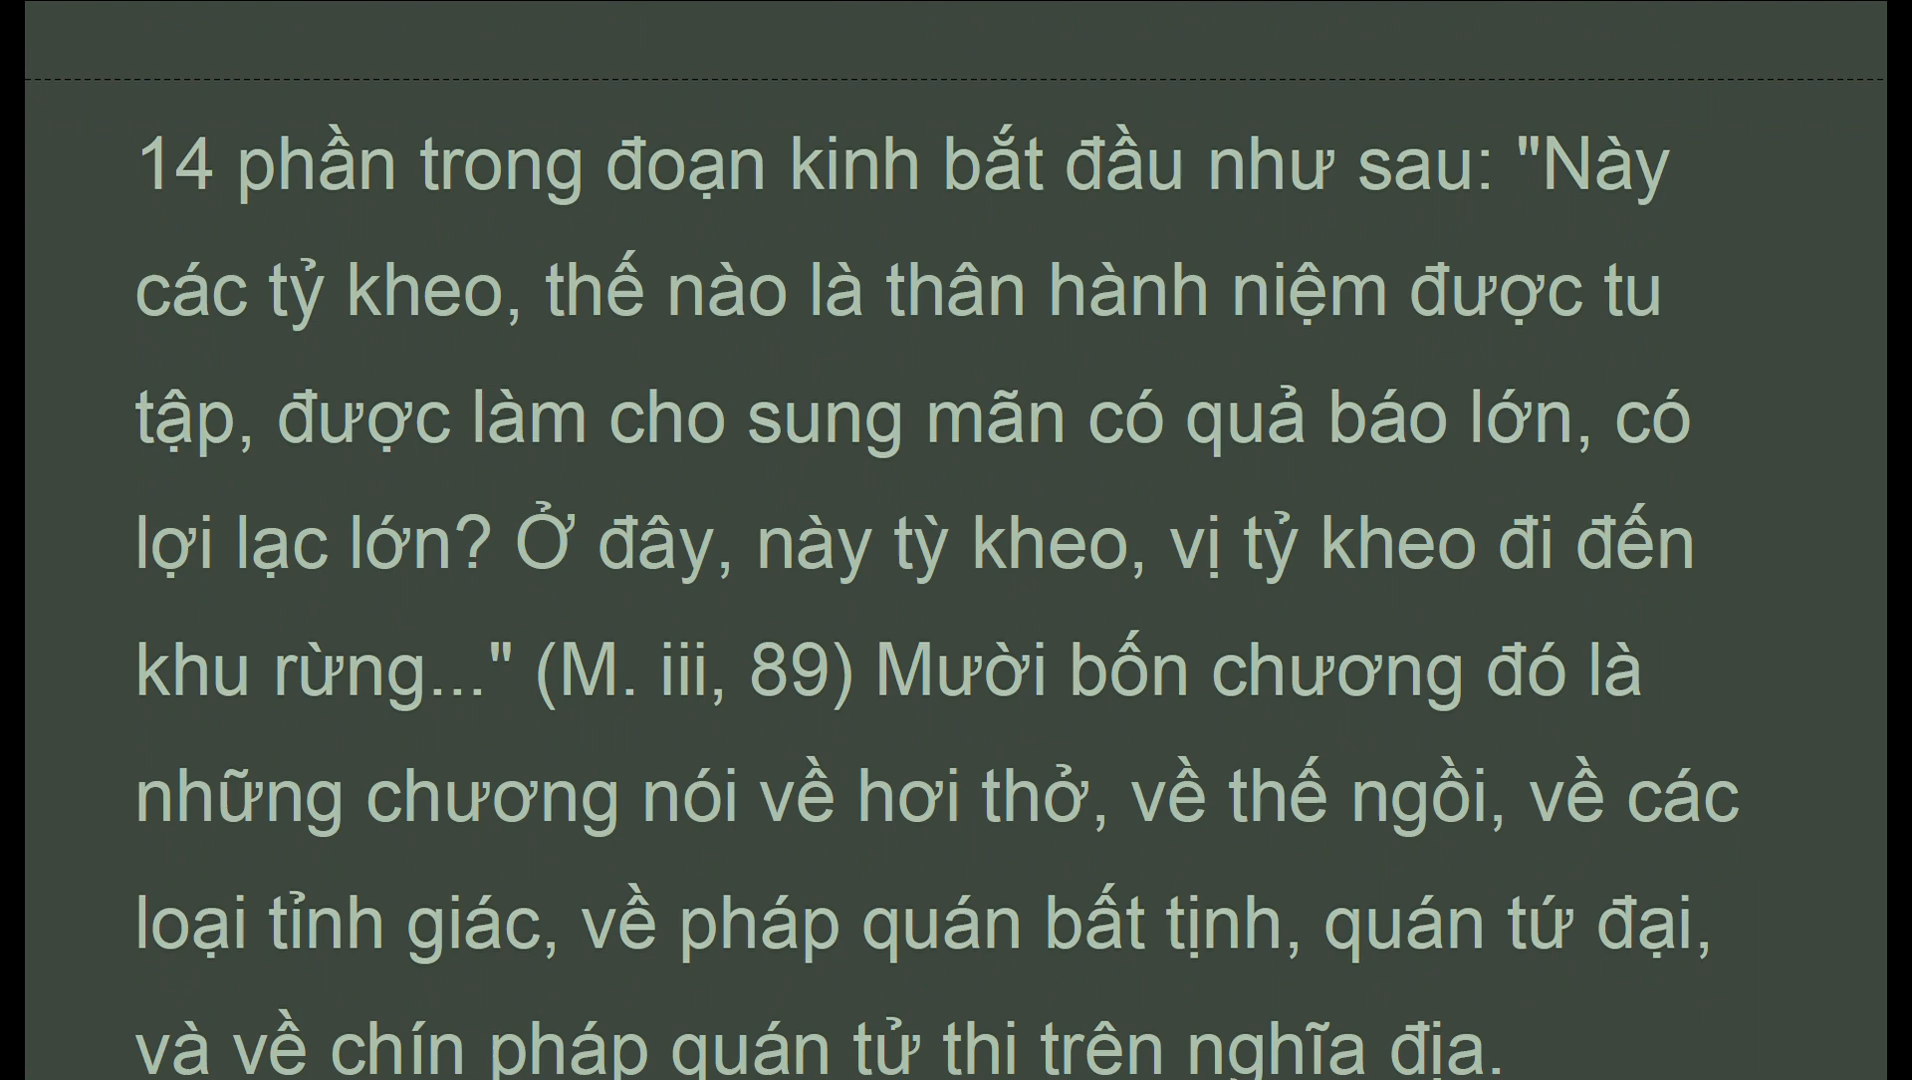 14 phần trong đoạn kinh bắt đầu như sau: "Này
các tỷ kheo, thế nào là thân hành niệm được tu
tập, được làm cho sung mãn có quả báo lớn, có
lợi lạc lớn? Ở đây, này tỳ kheo, vị tỷ kheo đi đến
khu rừng..." (M. iii, 89) Mười bốn chương đó là
những chương nói về hơi thở, về thế ngồi, về các
loại tỉnh giác, về pháp quán bất tịnh, quán tứ đại,
và về chín pháp quán tử thi trên nghĩa địa.